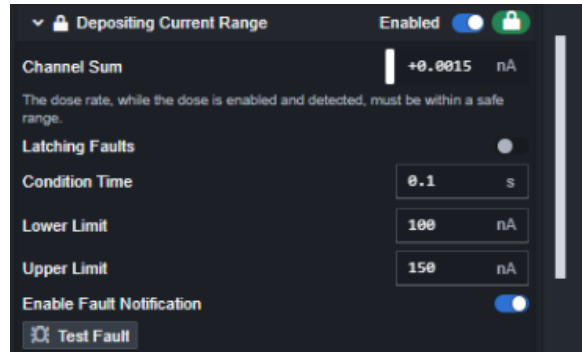 Depositing Current Range Enabled
Channel Sum +0.0015 nA
The dose rate, while the dose is enabled and detected, must be within a safe
range.
Latching Faults
Condition Time 0.1 s
Lower Limit 100 nA
Upper Limit 150 nA
Enable Fault Notification
Test Fault